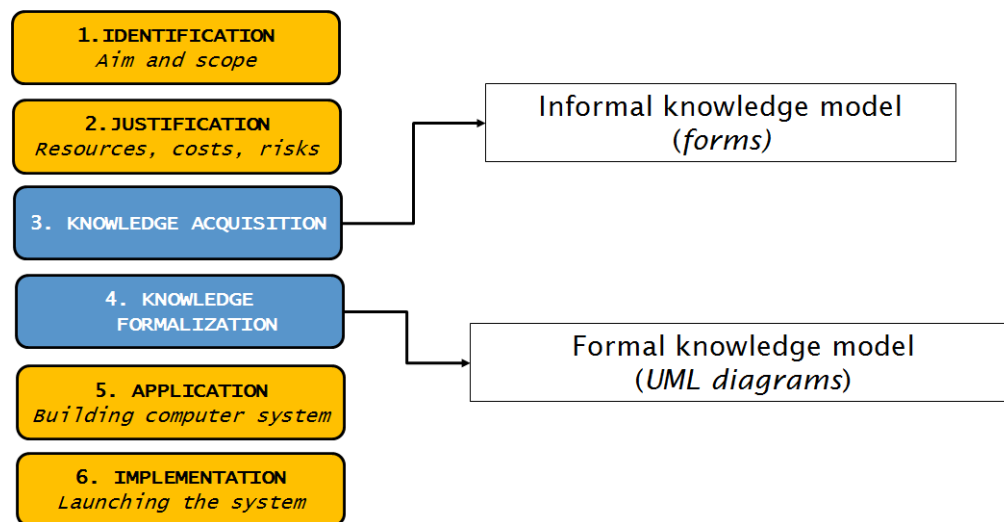 1.IDENTIFICATION
Aim and scope
2.JUSTIFICATION
Resources, costs, risks
3. KNOWLEDGE ACQUISITION
4. KNOWLEDGE
FORMALIZATION
5. APPLICATION
Building computer system
6. IMPLEMENTATION
Launching the system
Informal knowledge model
(forms)
Formal knowledge model
(UML diagrams)